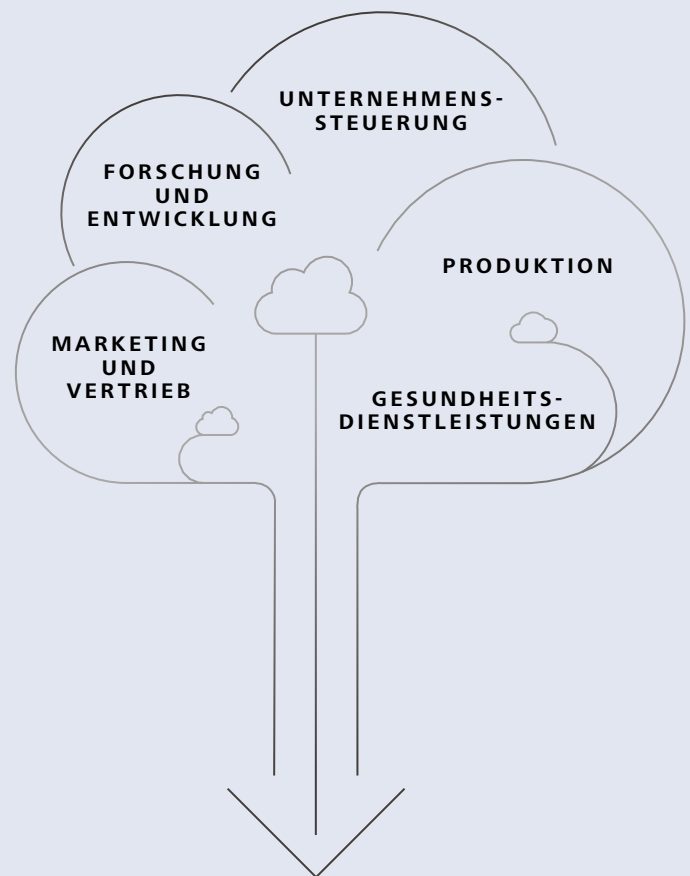 UNTERNEHMENS-
STEUERUNG
FORSCHUNG
UND
ENTWICKLUNG
PRODUKTION
MARKETING
UND
VERTRIEB
GESUNDHEITS-
DIENSTLEISTUNGEN